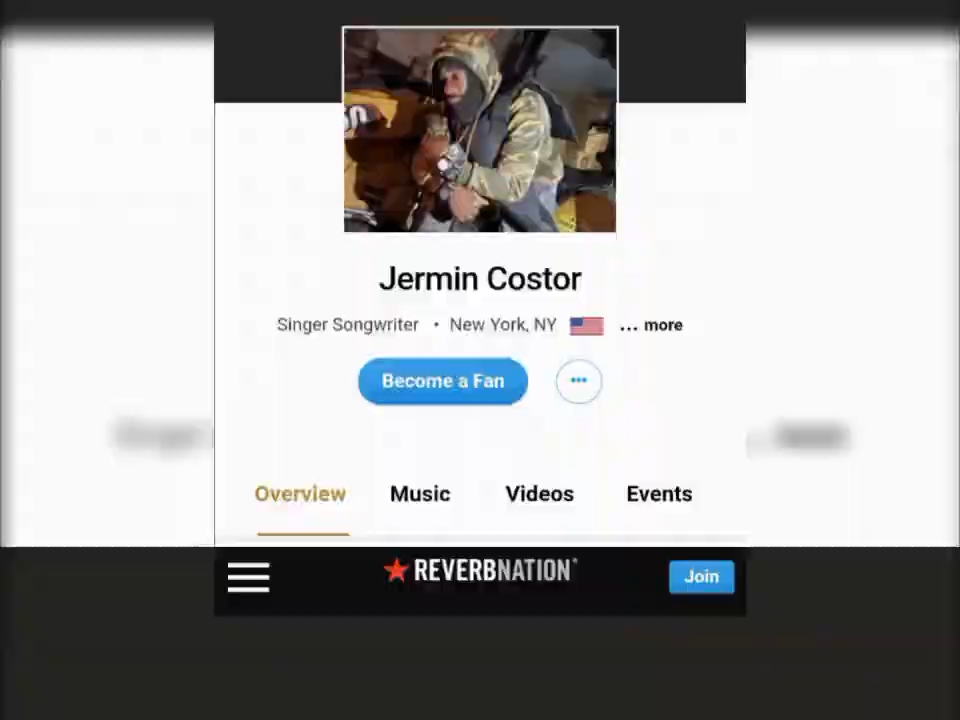 Jermin Costor
Singer Songwriter • New York, NY ... more
Become a Fan
Overview Music Videos Events
REVERBNATION
Join